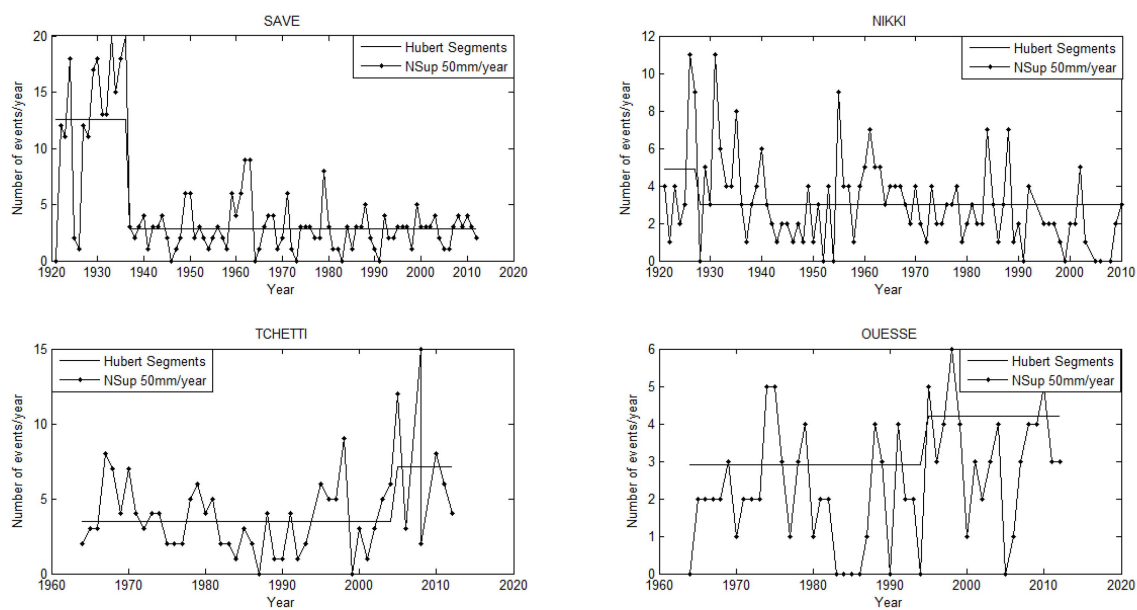 SAVE
Number of events/year
20
15
10
5
0
Hubert Segments
NSup 50mm/year
1920 1930 1940 1950 1960 1970 1980 1990 2000 2010 2020
Year
NIKKI
Number of events/year
12
10
8
6
4
2
0
Hubert Segments
NSup 50mm/year
1920 1930 1940 1950 1960 1970 1980 1990 2000 2010
Year
TCHETTI
Number of events/year
15
10
5
0
Hubert Segments
NSup 50mm/year
1960 1970 1980 1990 2000 2010 2020
Year
OUESSE
Number of events/year
6
5
4
3
2
1
0
Hubert Segments
NSup 50mm/year
1960 1970 1980 1990 2000 2010 2020
Year